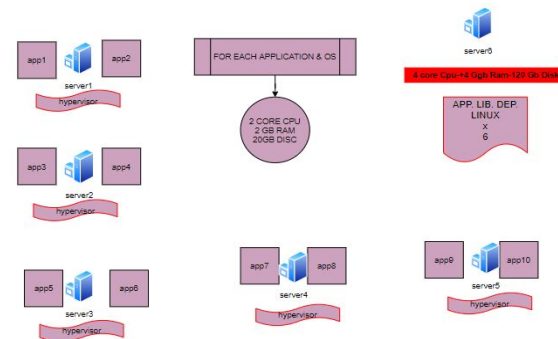 server6
app1
app2
server1
hypervisor
FOR EACH APPLICATION & OS
4 core Cpu+4 Ggb Ram-120 Gb Disk
2 CORE CPU
2 GB RAM
20GB DISC
APP. LIB. DEP.
LINUX
x
6
app3
app4
server2
hypervisor
app5
app6
server3
hypervisor
app7
app8
server4
hypervisor
app9
app10
server5
hypervisor